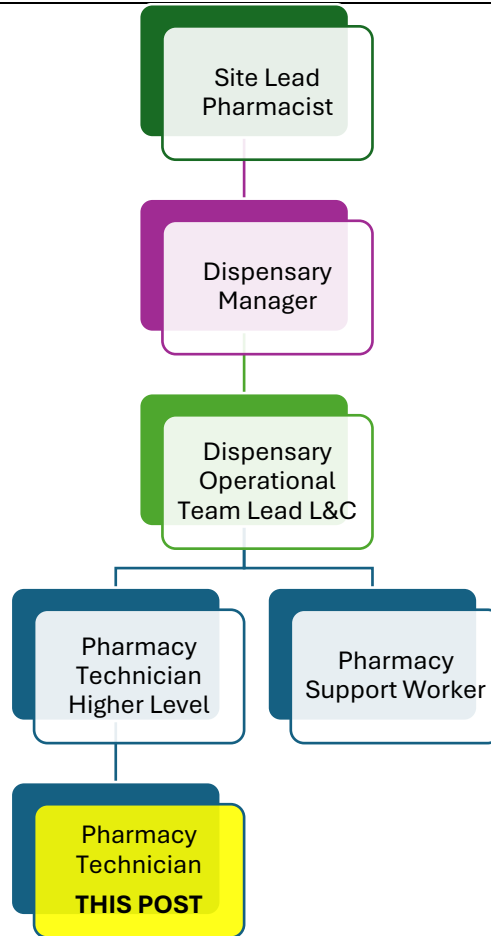 Site Lead
Pharmacist
Dispensary
Manager
Dispensary
Operational
Team Lead L&C
Pharmacy
Technician
Higher Level
Pharmacy
Support Worker
Pharmacy
Technician
THIS POST